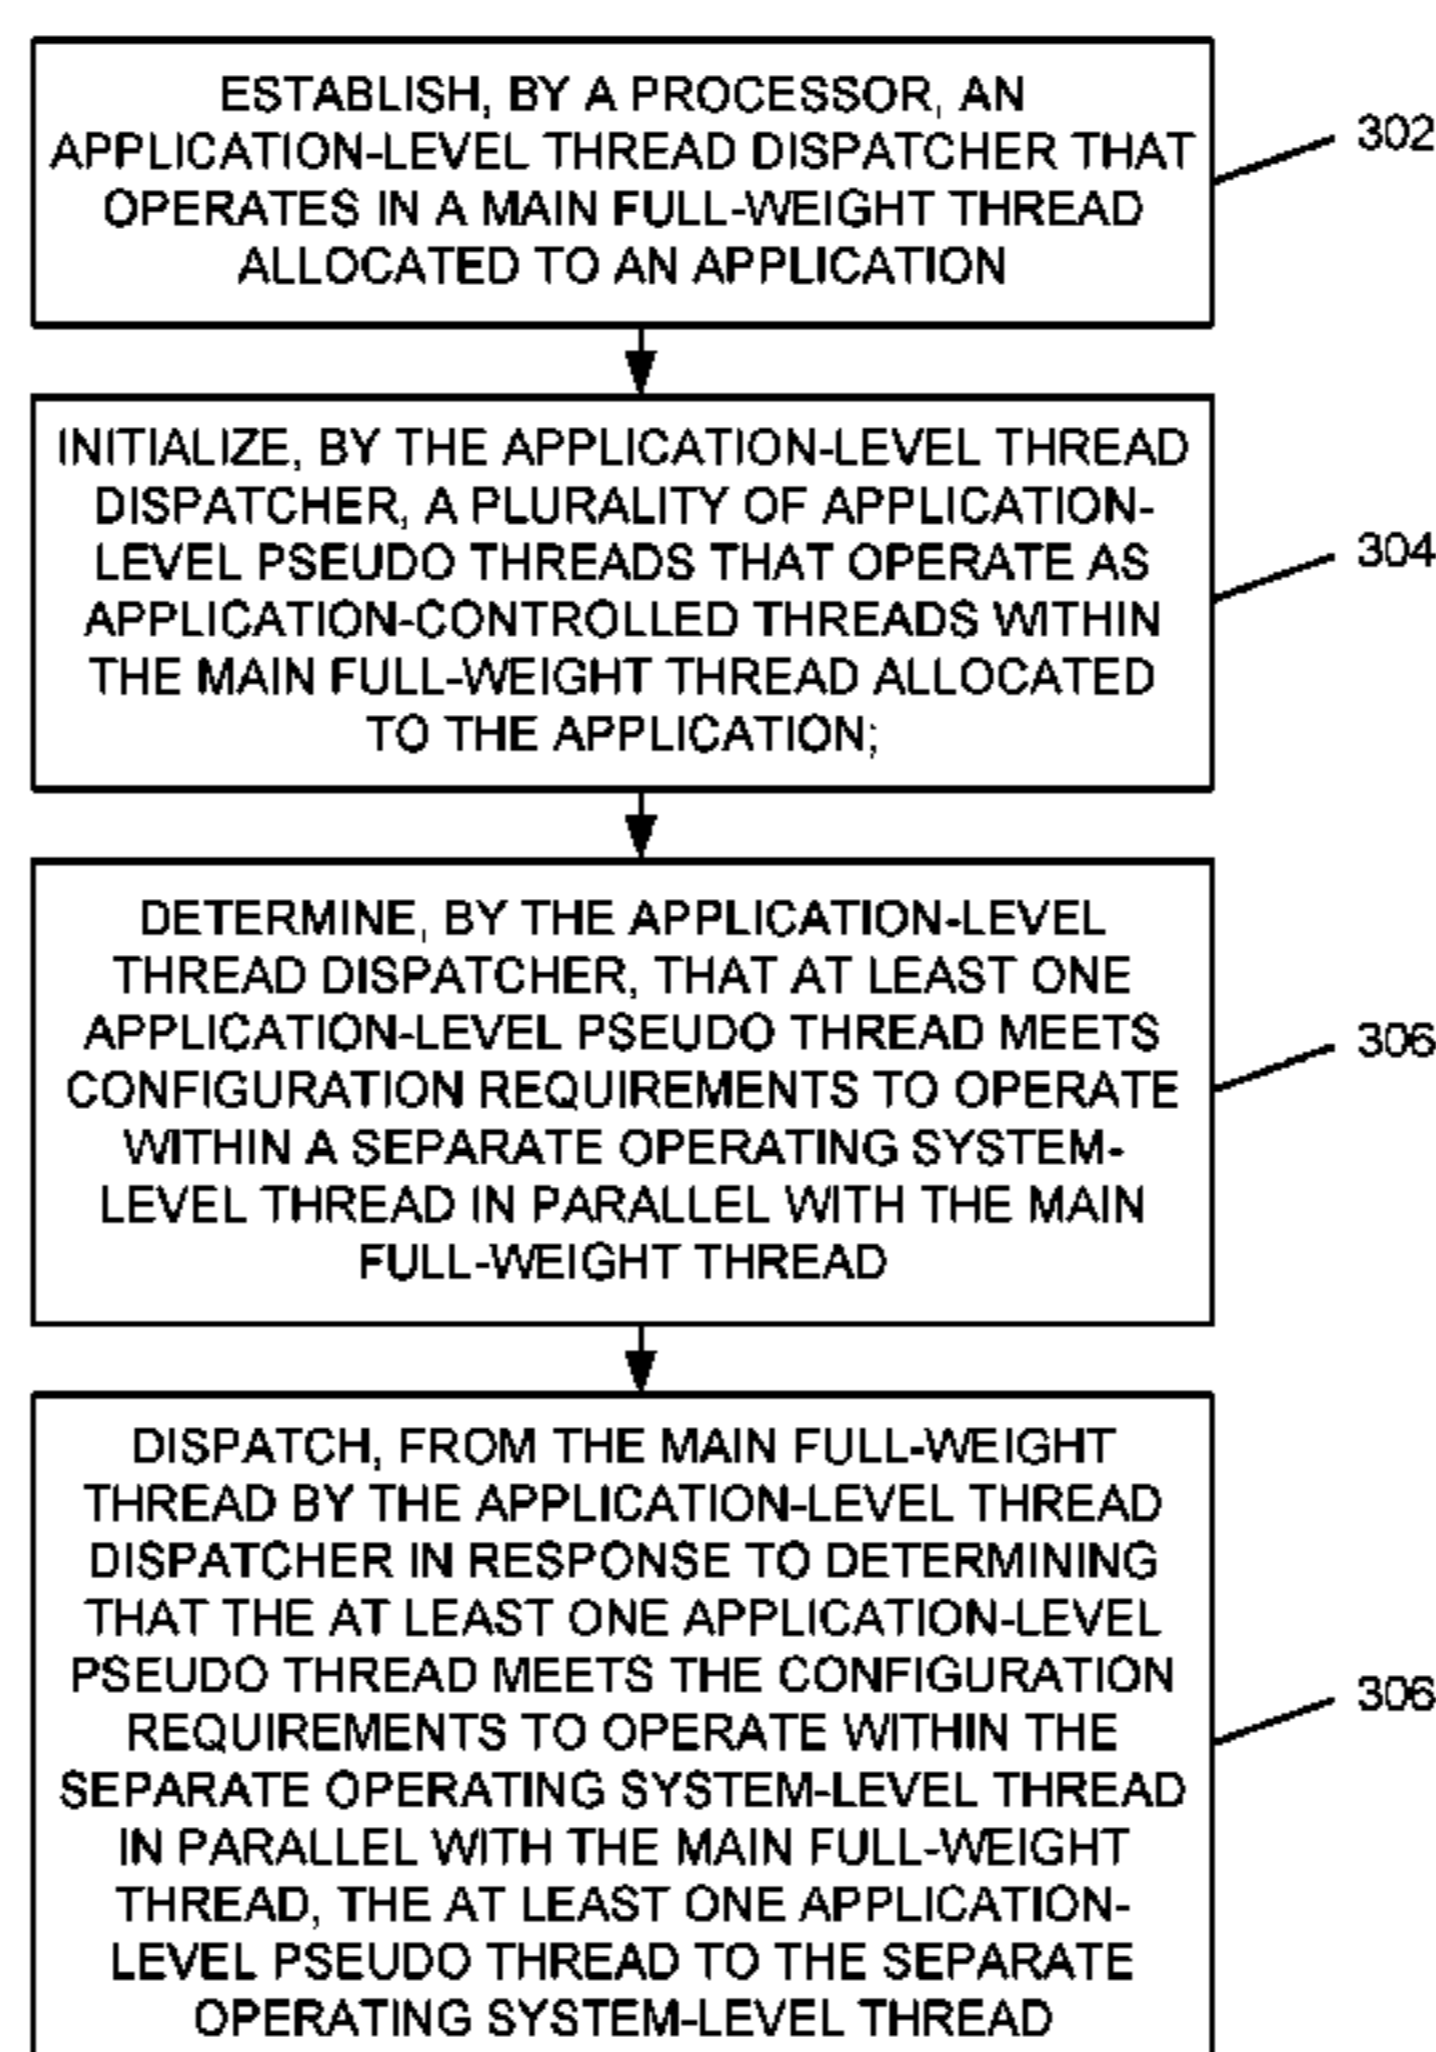 ESTABLISH, BY A PROCESSOR, AN
APPLICATION-LEVEL THREAD DISPATCHER THAT
OPERATES IN A MAIN FULL-WEIGHT THREAD
ALLOCATED TO AN APPLICATION
302
INITIALIZE, BY THE APPLICATION-LEVEL THREAD
DISPATCHER, A PLURALITY OF APPLICATION-
LEVEL PSEUDO THREADS THAT OPERATE AS
APPLICATION-CONTROLLED THREADS WITHIN
THE MAIN FULL-WEIGHT THREAD ALLOCATED
TO THE APPLICATION;
304
DETERMINE, BY THE APPLICATION-LEVEL
THREAD DISPATCHER, THAT AT LEAST ONE
APPLICATION-LEVEL PSEUDO THREAD MEETS
CONFIGURATION REQUIREMENTS TO OPERATE
WITHIN A SEPARATE OPERATING SYSTEM-
LEVEL THREAD IN PARALLEL WITH THE MAIN
FULL-WEIGHT THREAD
306
DISPATCH, FROM THE MAIN FULL-WEIGHT
THREAD BY THE APPLICATION-LEVEL THREAD
DISPATCHER IN RESPONSE TO DETERMINING
THAT THE AT LEAST ONE APPLICATION-LEVEL
PSEUDO THREAD MEETS THE CONFIGURATION
REQUIREMENTS TO OPERATE WITHIN THE
SEPARATE OPERATING SYSTEM-LEVEL THREAD
IN PARALLEL WITH THE MAIN FULL-WEIGHT
THREAD, THE AT LEAST ONE APPLICATION-
LEVEL PSEUDO THREAD TO THE SEPARATE
OPERATING SYSTEM-LEVEL THREAD
306